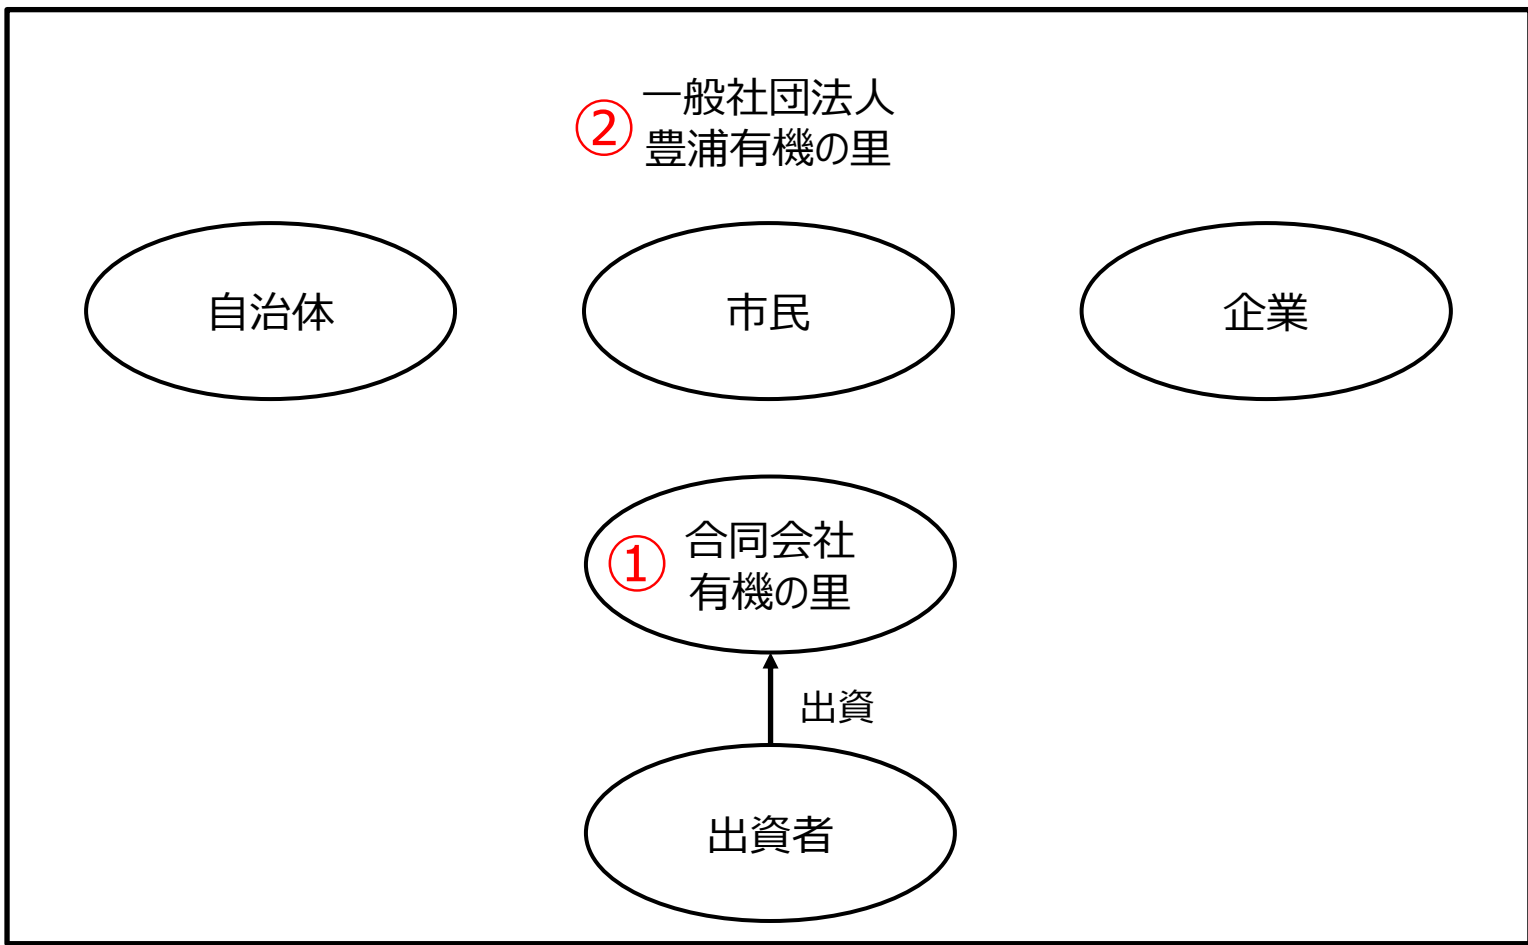 ② 一般社団法人
豊浦有機の里
自治体
市民
企業
① 合同会社
有機の里
出資
出資者